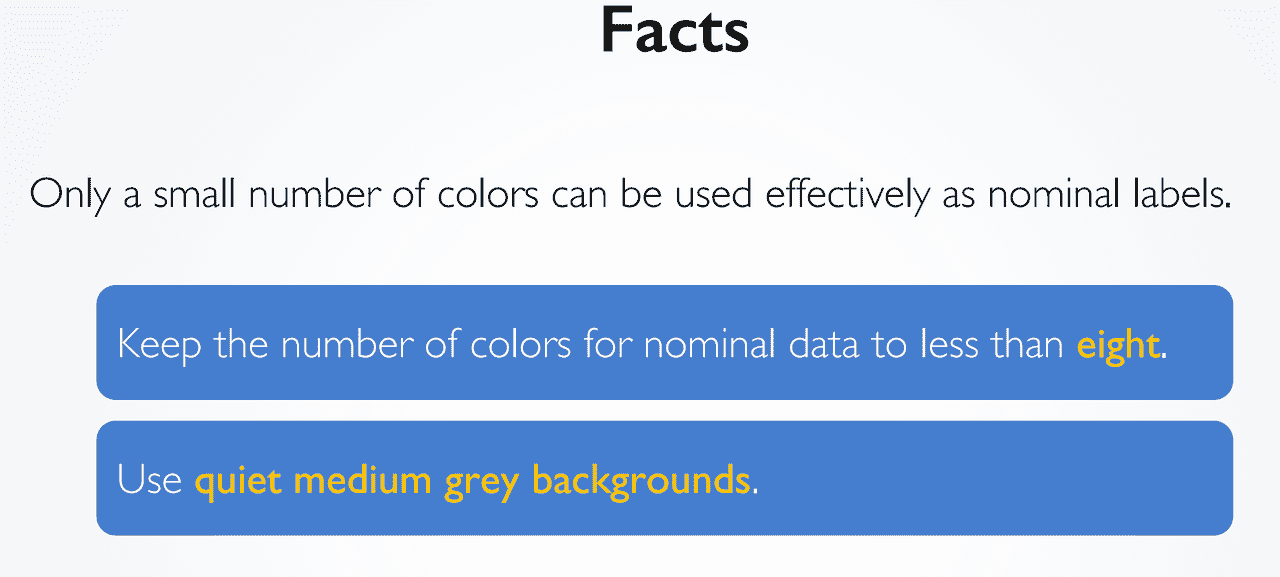 Facts
Only a small number of colors can be used effectively as nominal labels.
Keep the number of colors for nominal data to less than eight.
Use quiet medium grey backgrounds.